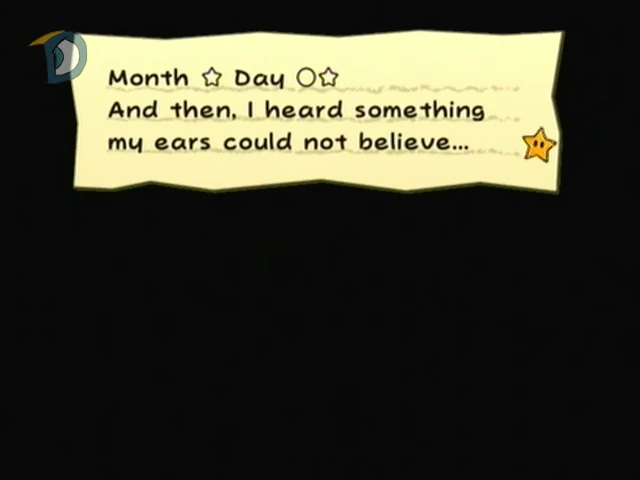 Month ☆ Day ○☆
And then, I heard something
my ears could not believe...